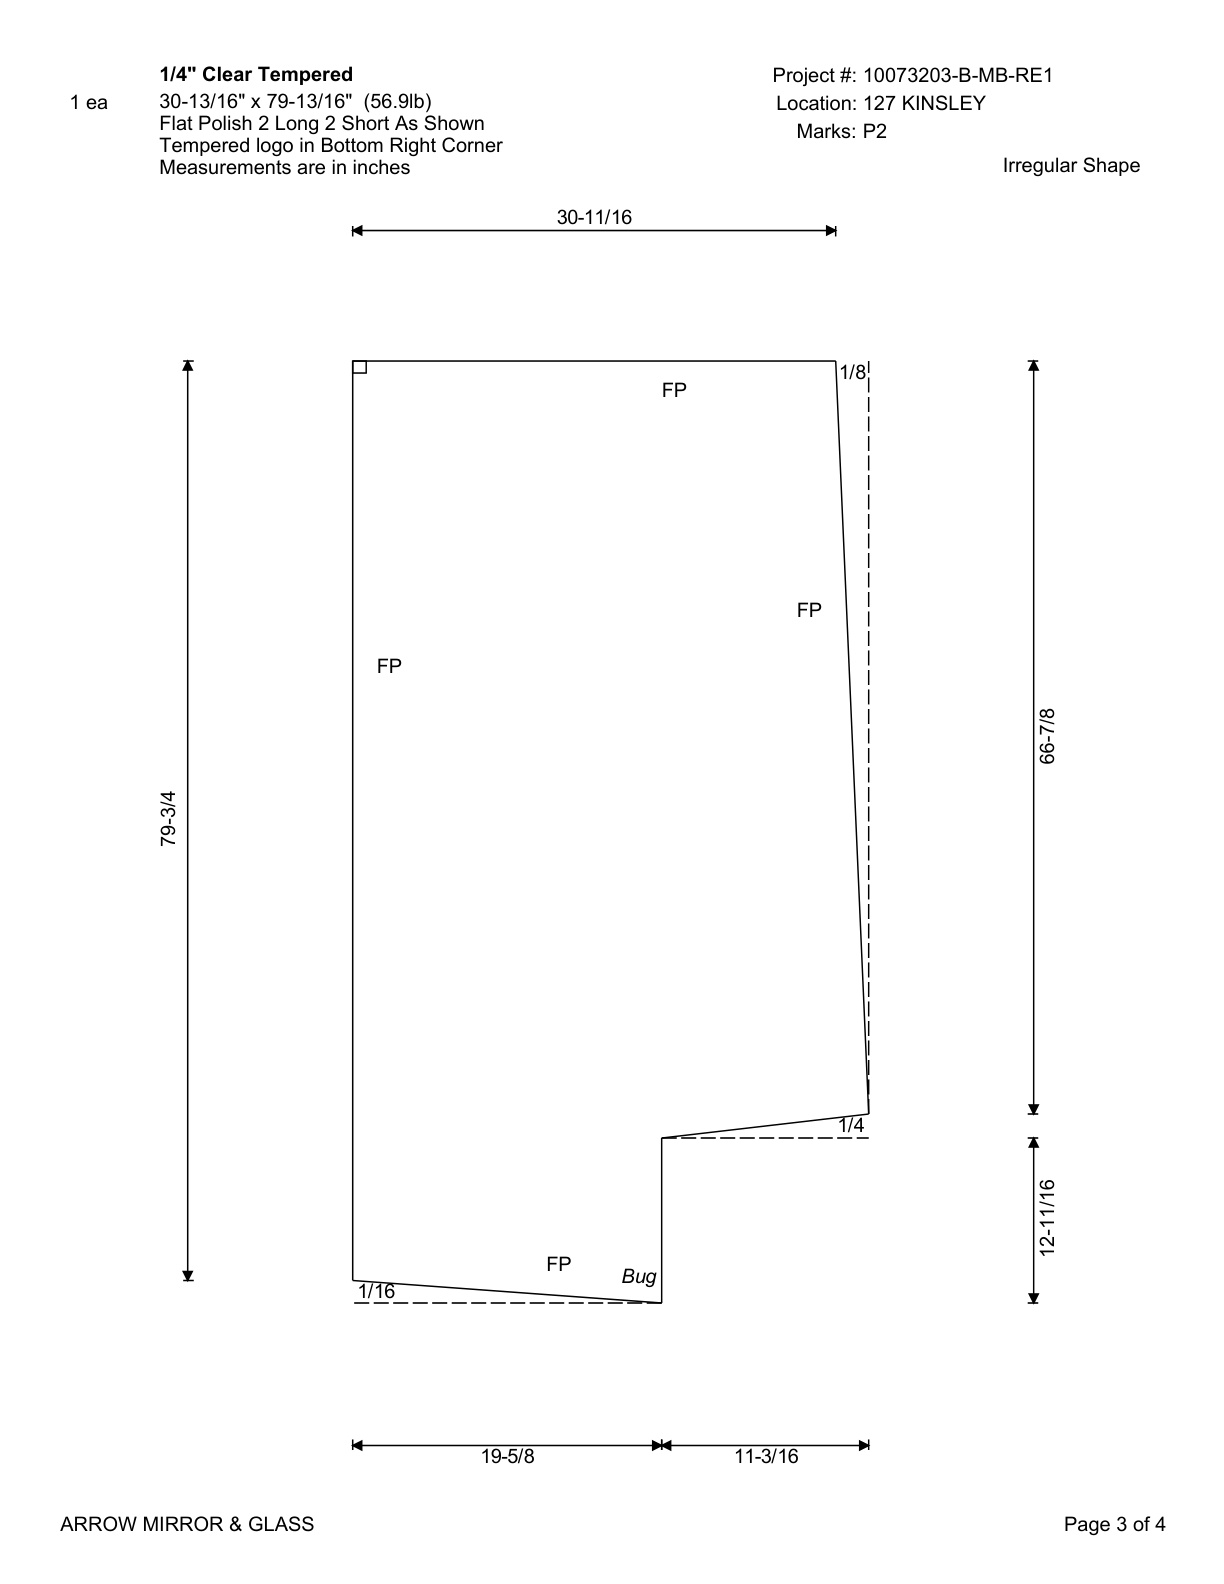 1/4" Clear Tempered
Project #: 10073203-B-MB-RE1
1 ea
30-13/16" x 79-13/16" (56.9lb)
Location: 127 KINSLEY
Flat Polish 2 Long 2 Short As Shown
Marks: P2
Tempered logo in Bottom Right Corner
Measurements are in inches
Irregular Shape
30-11/16
1/8
FP
FP
FP
66-7/8
79-3/4
1/4
12-11/16
FP
Bug
1/16
19-5/8
11-3/16
ARROW MIRROR & GLASS
Page 3 of 4